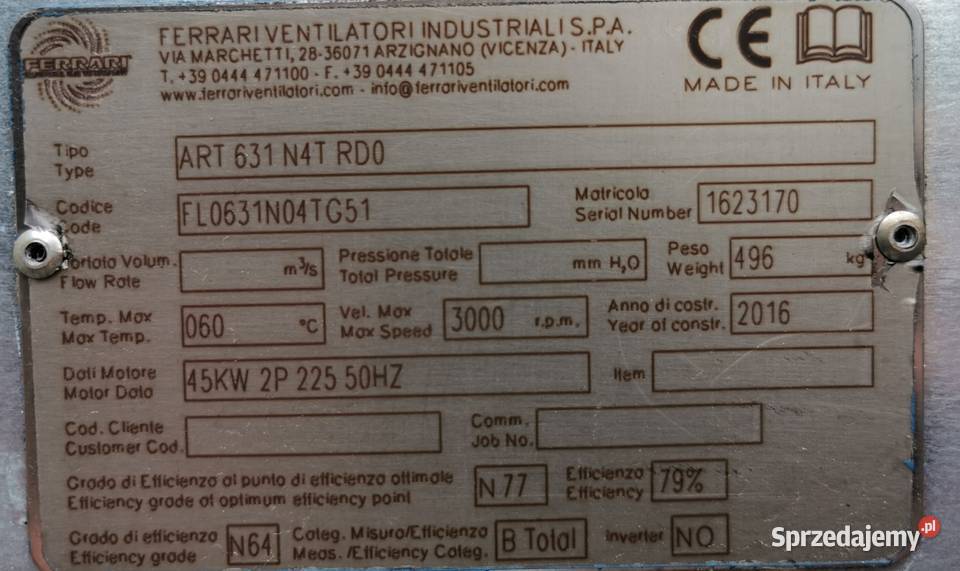 FERRARI
FERRARI VENTILATORI INDUSTRIALI S.P.A.
VIA MARCHETTI, 28-36071 ARZIGNANO (VICENZA) - ITALY
T. +39 0444 471100 - F. +39 0444 471105
www.ferrariventilatori.com - info@ferrariventilatori.com
CE
MADE IN ITALY
Tipo
Type
ART 631 N4T RD0
Codice
Code
FL0631N04TG51
Matricola
Serial Number
1623170
Portata Volum.
Flow Rate
m³/s
Pressione Totale
Total Pressure
mm H₂O
Peso
Weight
496 kg
Temp. Max
Max Temp.
060 °C
Vel. Max
Max Speed
3000 r.p.m.
Anno di costr.
Year of constr.
2016
Dati Motore
Motor Data
45KW 2P 225 50HZ
Item
Cod. Cliente
Customer Cod.
Comm.
Job No.
Grado di Efficienza al punto di efficienza ottimale
Efficiency grade at optimum efficiency point
N 77
Efficienza
Efficiency
79%
Grado di efficienza
Efficiency grade
N64
Categ. Misura/Efficienza
Meas. /Efficiency Categ.
B Total
Inverter
NO
Sprzedajemy.pl